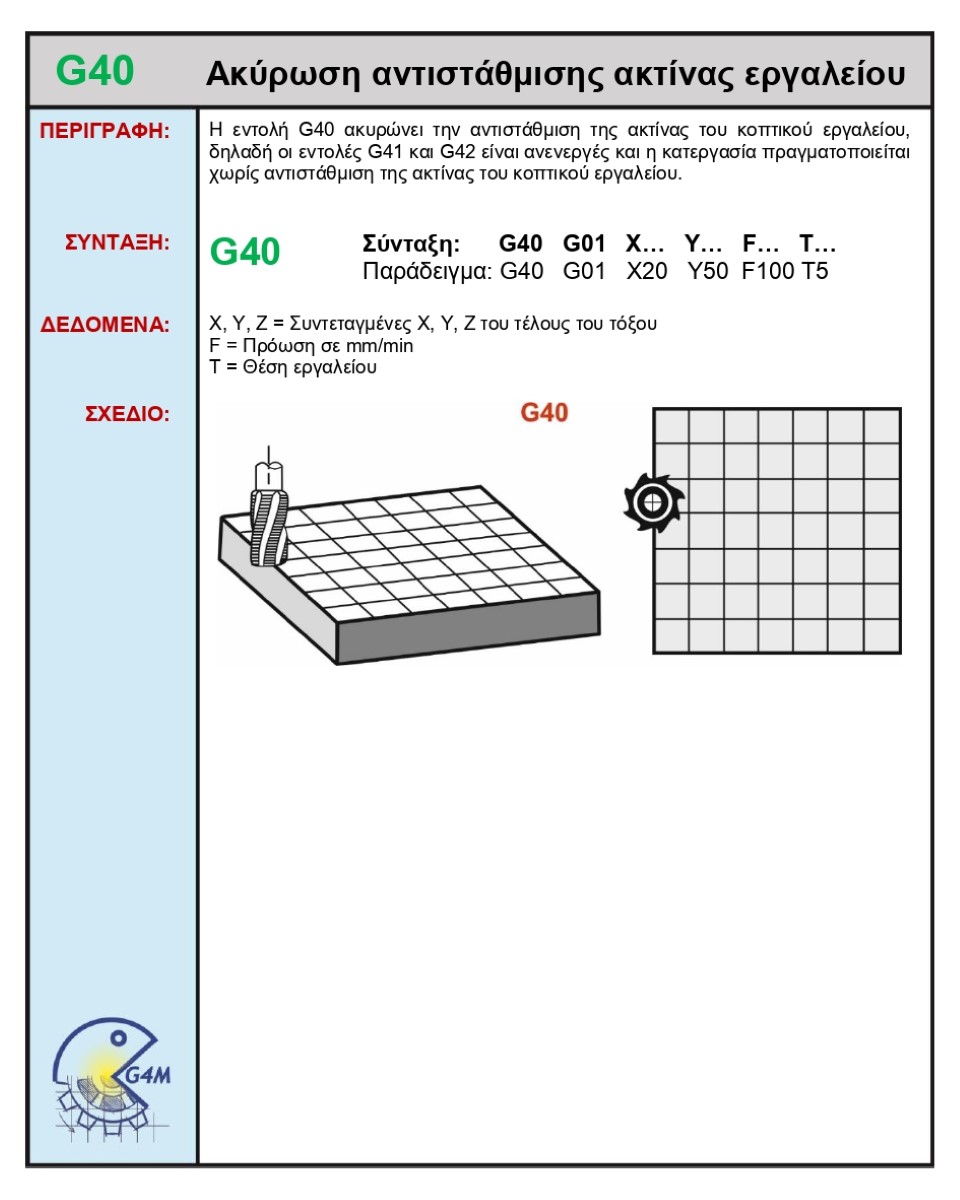 G40 Ακύρωση αντιστάθμισης ακτίνας εργαλείου
ΠΕΡΙΓΡΑΦΗ:
Η εντολή G40 ακυρώνει την αντιστάθμιση της ακτίνας του κοπτικού εργαλείου,
δηλαδή οι εντολές G41 και G42 είναι ανενεργές και η κατεργασία πραγματοποιείται
χωρίς αντιστάθμιση της ακτίνας του κοπτικού εργαλείου.
ΣΥΝΤΑΞΗ:
G40
Σύνταξη: G40 G01 X… Y… F… T…
Παράδειγμα: G40 G01 X20 Y50 F100 T5
ΔΕΔΟΜΕΝΑ:
X, Y, Z = Συντεταγμένες X, Y, Z του τέλους του τόξου
F = Πρόωση σε mm/min
T = Θέση εργαλείου
ΣΧΕΔΙΟ:
G40
G4M